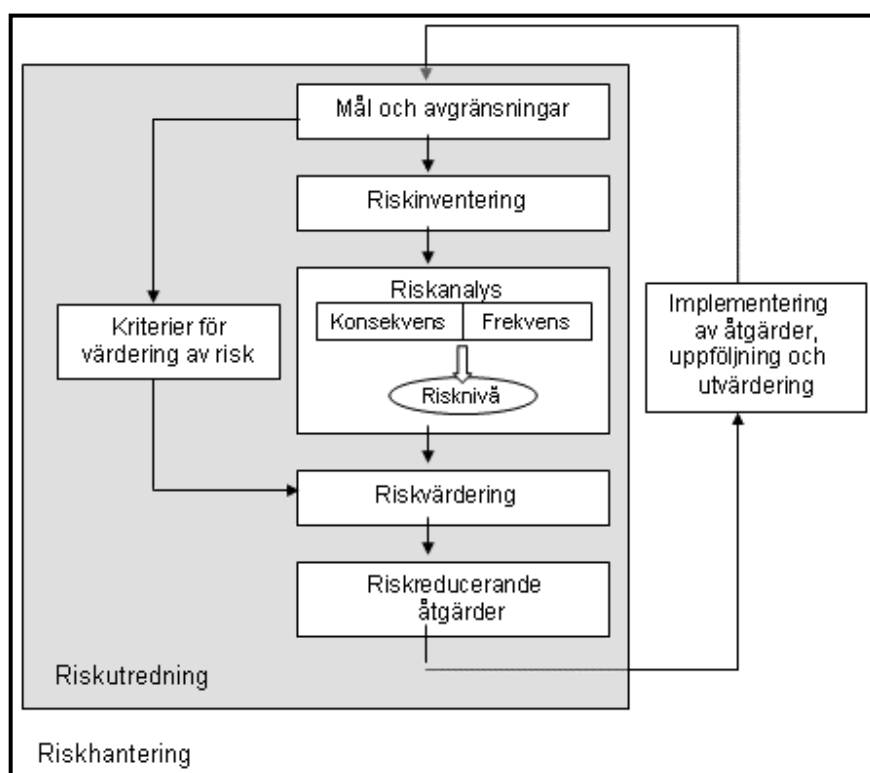 Mål och avgränsningar
Riskinventering
Riskanalys
Konsekvens
Frekvens
Risknivå
Kriterier för
värdering av risk
Implementering
av åtgärder,
uppföljning och
utvärdering
Riskvärdering
Riskreducerande
åtgärder
Riskutredning
Riskhantering